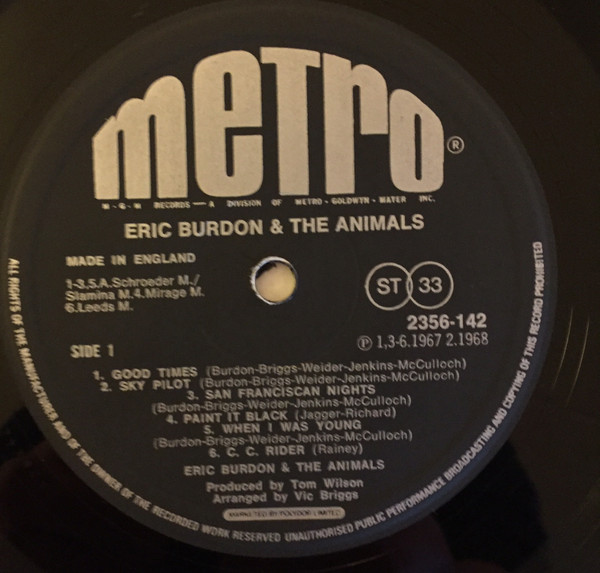 metro®
M-G-M RECORDS — A DIVISION OF METRO-GOLDWYN-MAYER INC.
ERIC BURDON & THE ANIMALS
MADE IN ENGLAND
1-3,5.A.Schroeder M./
Slamina M.4.Mirage M.
6.Leeds M.
ST 33
2356-142
Ⓟ 1,3-6.1967 2.1968
SIDE 1
1. GOOD TIMES (Burdon-Briggs-Weider-Jenkins-McCulloch)
2. SKY PILOT (Burdon-Briggs-Weider-Jenkins-McCulloch)
3. SAN FRANCISCAN NIGHTS
(Burdon-Briggs-Weider-Jenkins-McCulloch)
4. PAINT IT BLACK (Jagger-Richard)
5. WHEN I WAS YOUNG
(Burdon-Briggs-Weider-Jenkins-McCulloch)
6. C. C. RIDER (Rainey)
ERIC BURDON & THE ANIMALS
Produced by Tom Wilson
Arranged by Vic Briggs
MARKETED BY POLYDOR LIMITED
ALL RIGHTS OF THE MANUFACTURER AND OF THE OWNER OF THE RECORDED WORK RESERVED UNAUTHORISED PUBLIC PERFORMANCE BROADCASTING AND COPYING OF THIS RECORD PROHIBITED